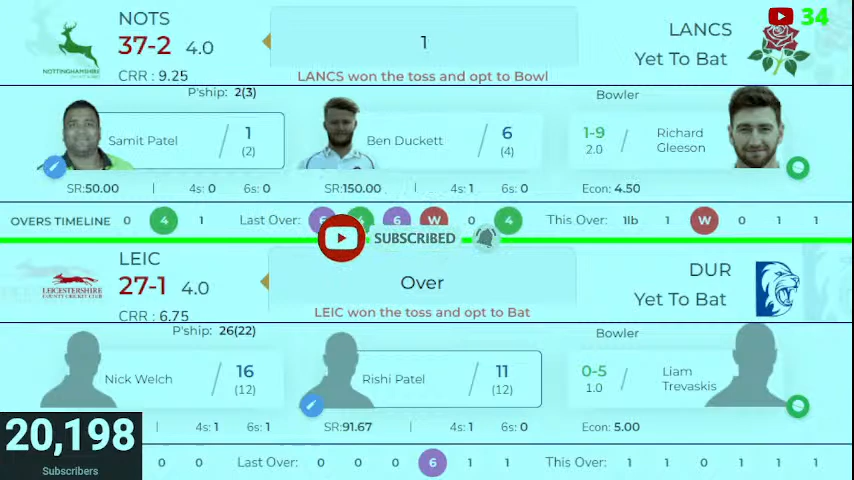 34
NOTS
37-2 4.0
CRR : 9.25
NOTTINGHAMSHIRE
1
LANCS won the toss and opt to Bowl
LANCS
Yet To Bat
P'ship: 2(3)
Bowler
Samit Patel
1
(2)
Ben Duckett
6
(4)
1-9
2.0
Richard
Gleeson
SR:50.00 | 4s: 0 6s: 0
SR:150.00 | 4s: 1 6s: 0
Econ: 4.50
OVERS TIMELINE 0 4 1 Last Over: 6 4 6 W 0 4 This Over: 1lb 1 W 0 1 1
SUBSCRIBED
LEIC
27-1 4.0
CRR : 6.75
LEICESTERSHIRE
COUNTY CRICKET CLUB
Over
LEIC won the toss and opt to Bat
DUR
Yet To Bat
P'ship: 26(22)
Bowler
Nick Welch
16
(12)
Rishi Patel
11
(12)
0-5
1.0
Liam
Trevaskis
4s: 1 6s: 1
SR:91.67 | 4s: 1 6s: 0
Econ: 5.00
20,198
Subscribers
0 0 Last Over: 0 0 0 6 1 1 This Over: 1 1 0 1 1 1